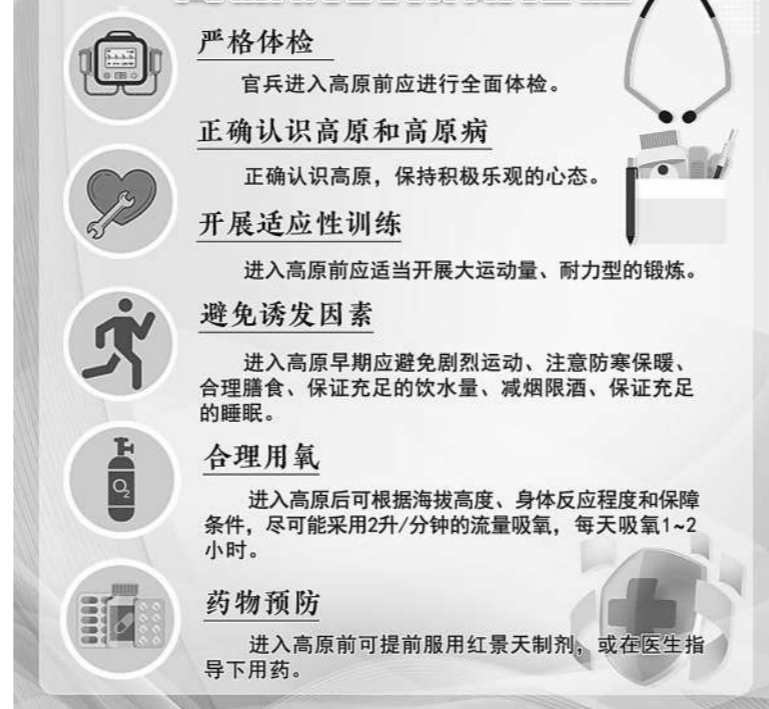 严格体检
官兵进入高原前应进行全面体检。
正确认识高原和高原病
正确认识高原，保持积极乐观的心态。
开展适应性训练
进入高原前应适当开展大运动量、耐力型的锻炼。
避免诱发因素
进入高原早期应避免剧烈运动、注意防寒保暖、
合理膳食、保证充足的饮水量、减烟限酒、保证充足
的睡眠。
O2
合理用氧
进入高原后可根据海拔高度、身体反应程度和保障
条件，尽可能采用2升/分钟的流量吸氧，每天吸氧1~2
小时。
药物预防
进入高原前可提前服用红景天制剂，或在医生指
导下用药。